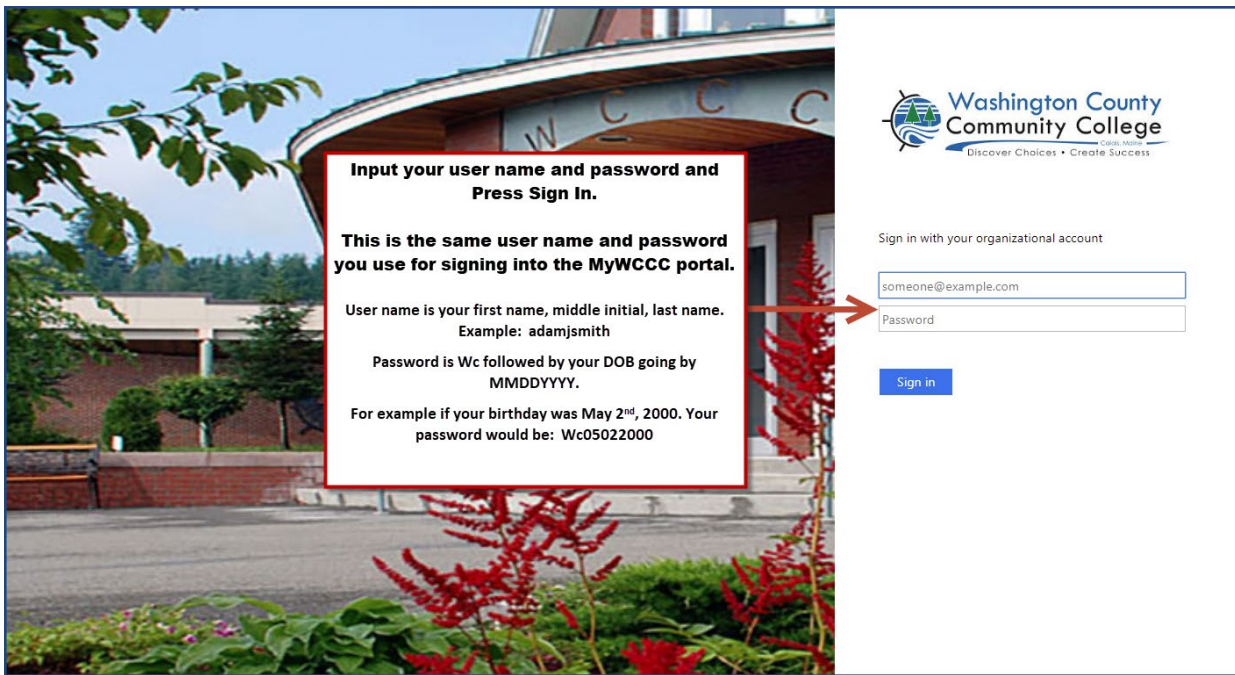 W C C C
Input your user name and password and
Press Sign In.
This is the same user name and password
you use for signing into the MyWCCC portal.
User name is your first name, middle initial, last name.
Example: adamjsmith
Password is Wc followed by your DOB going by
MMDDYYYY.
For example if your birthday was May 2nd, 2000. Your
password would be: Wc05022000
Washington County
Community College
Calais, Maine
Discover Choices • Create Success
Sign in with your organizational account
someone@example.com
Password
Sign in